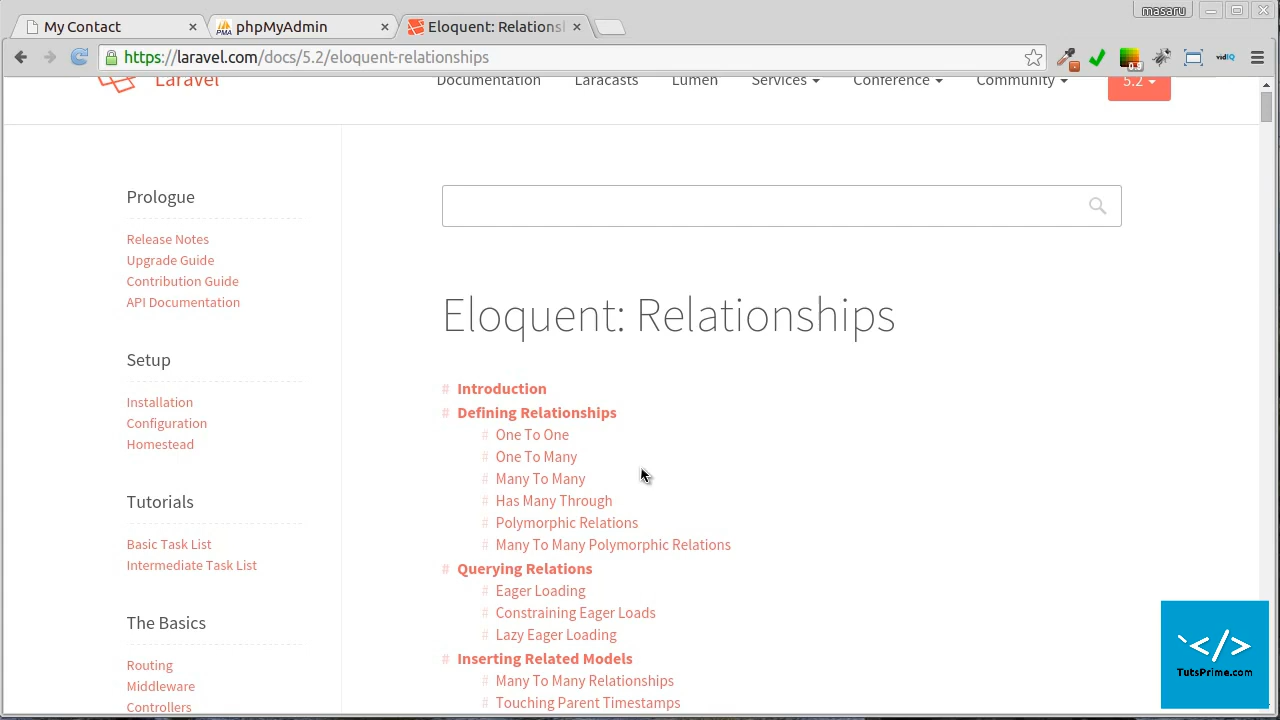 masaru
My Contact
phpMyAdmin
Eloquent: Relationsl
https://laravel.com/docs/5.2/eloquent-relationships
0.3
vidIQ
Laravel
Documentation
Laracasts
Lumen
Services
Conference
Community
5.2
Prologue
Release Notes
Upgrade Guide
Contribution Guide
API Documentation
Setup
Installation
Configuration
Homestead
Tutorials
Basic Task List
Intermediate Task List
The Basics
Routing
Middleware
Controllers
Eloquent: Relationships
# Introduction
# Defining Relationships
# One To One
# One To Many
# Many To Many
# Has Many Through
# Polymorphic Relations
# Many To Many Polymorphic Relations
# Querying Relations
# Eager Loading
# Constraining Eager Loads
# Lazy Eager Loading
# Inserting Related Models
# Many To Many Relationships
# Touching Parent Timestamps
</>
TutsPrime.com